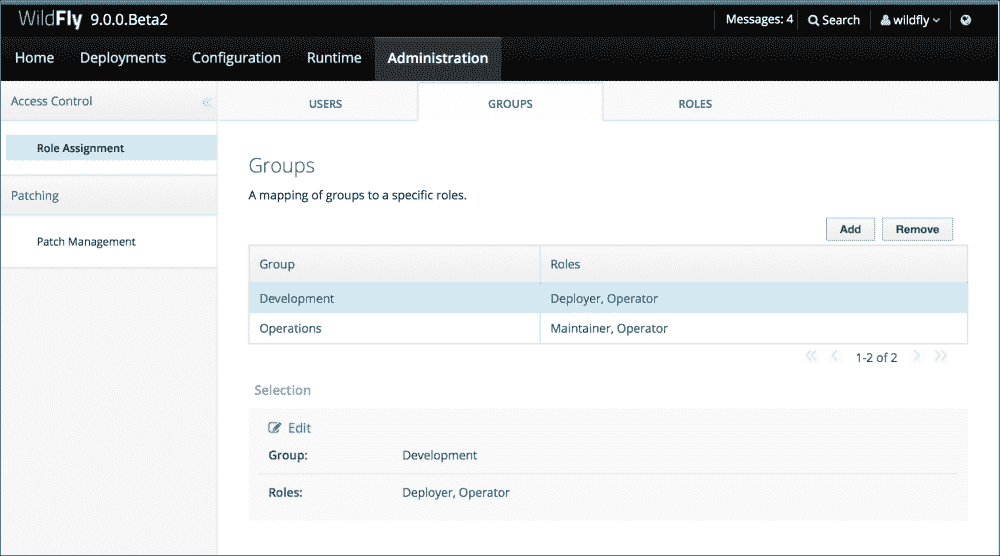 WildFly 9.0.0.Beta2
Messages: 4 Search wildfly
Home Deployments Configuration Runtime Administration
Access Control
Role Assignment
Patching
Patch Management
USERS GROUPS ROLES
Groups
A mapping of groups to a specific roles.
Add Remove
Group Roles
Development Deployer, Operator
Operations Maintainer, Operator
1-2 of 2
Selection
Edit
Group: Development
Roles: Deployer, Operator